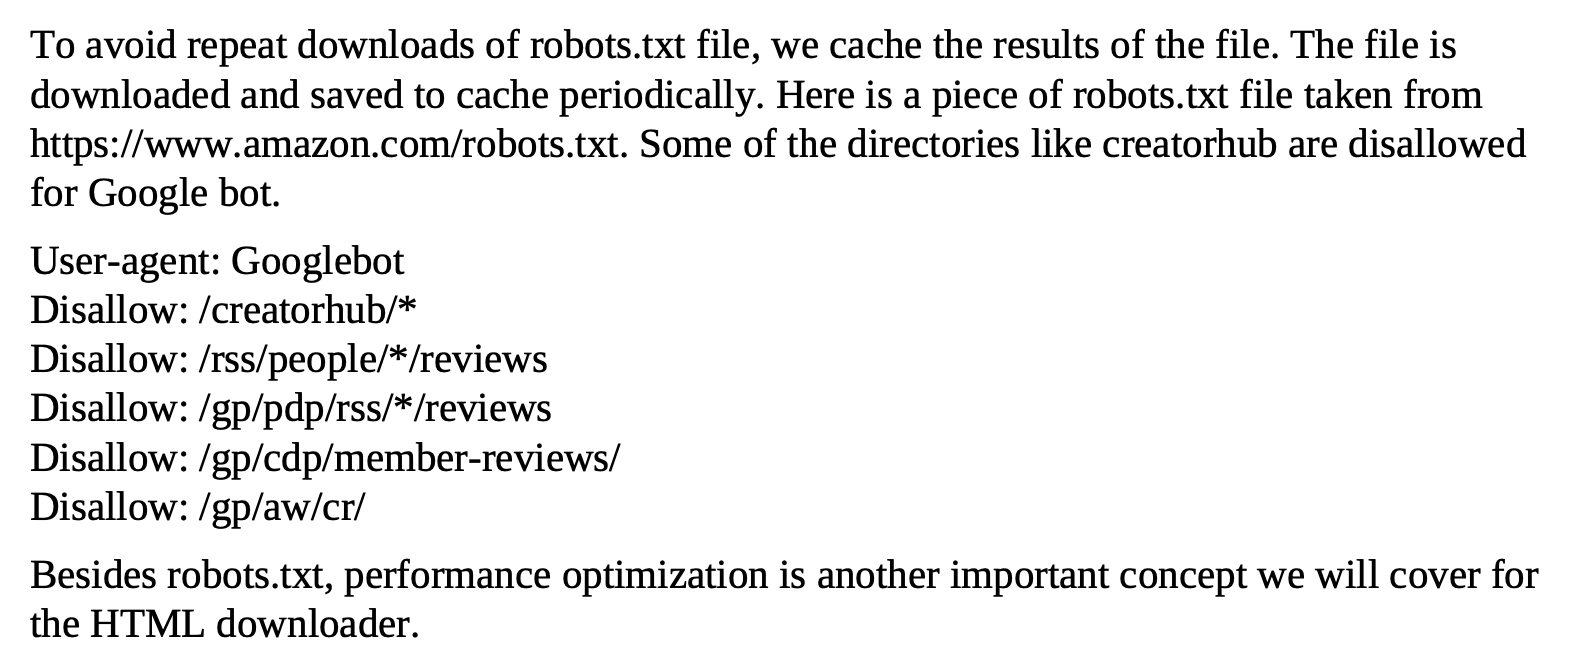 To avoid repeat downloads of robots.txt file, we cache the results of the file. The file is
downloaded and saved to cache periodically. Here is a piece of robots.txt file taken from
https://www.amazon.com/robots.txt. Some of the directories like creatorhub are disallowed
for Google bot.
User-agent: Googlebot
Disallow: /creatorhub/*
Disallow: /rss/people/*/reviews
Disallow: /gp/pdp/rss/*/reviews
Disallow: /gp/cdp/member-reviews/
Disallow: /gp/aw/cr/
Besides robots.txt, performance optimization is another important concept we will cover for
the HTML downloader.